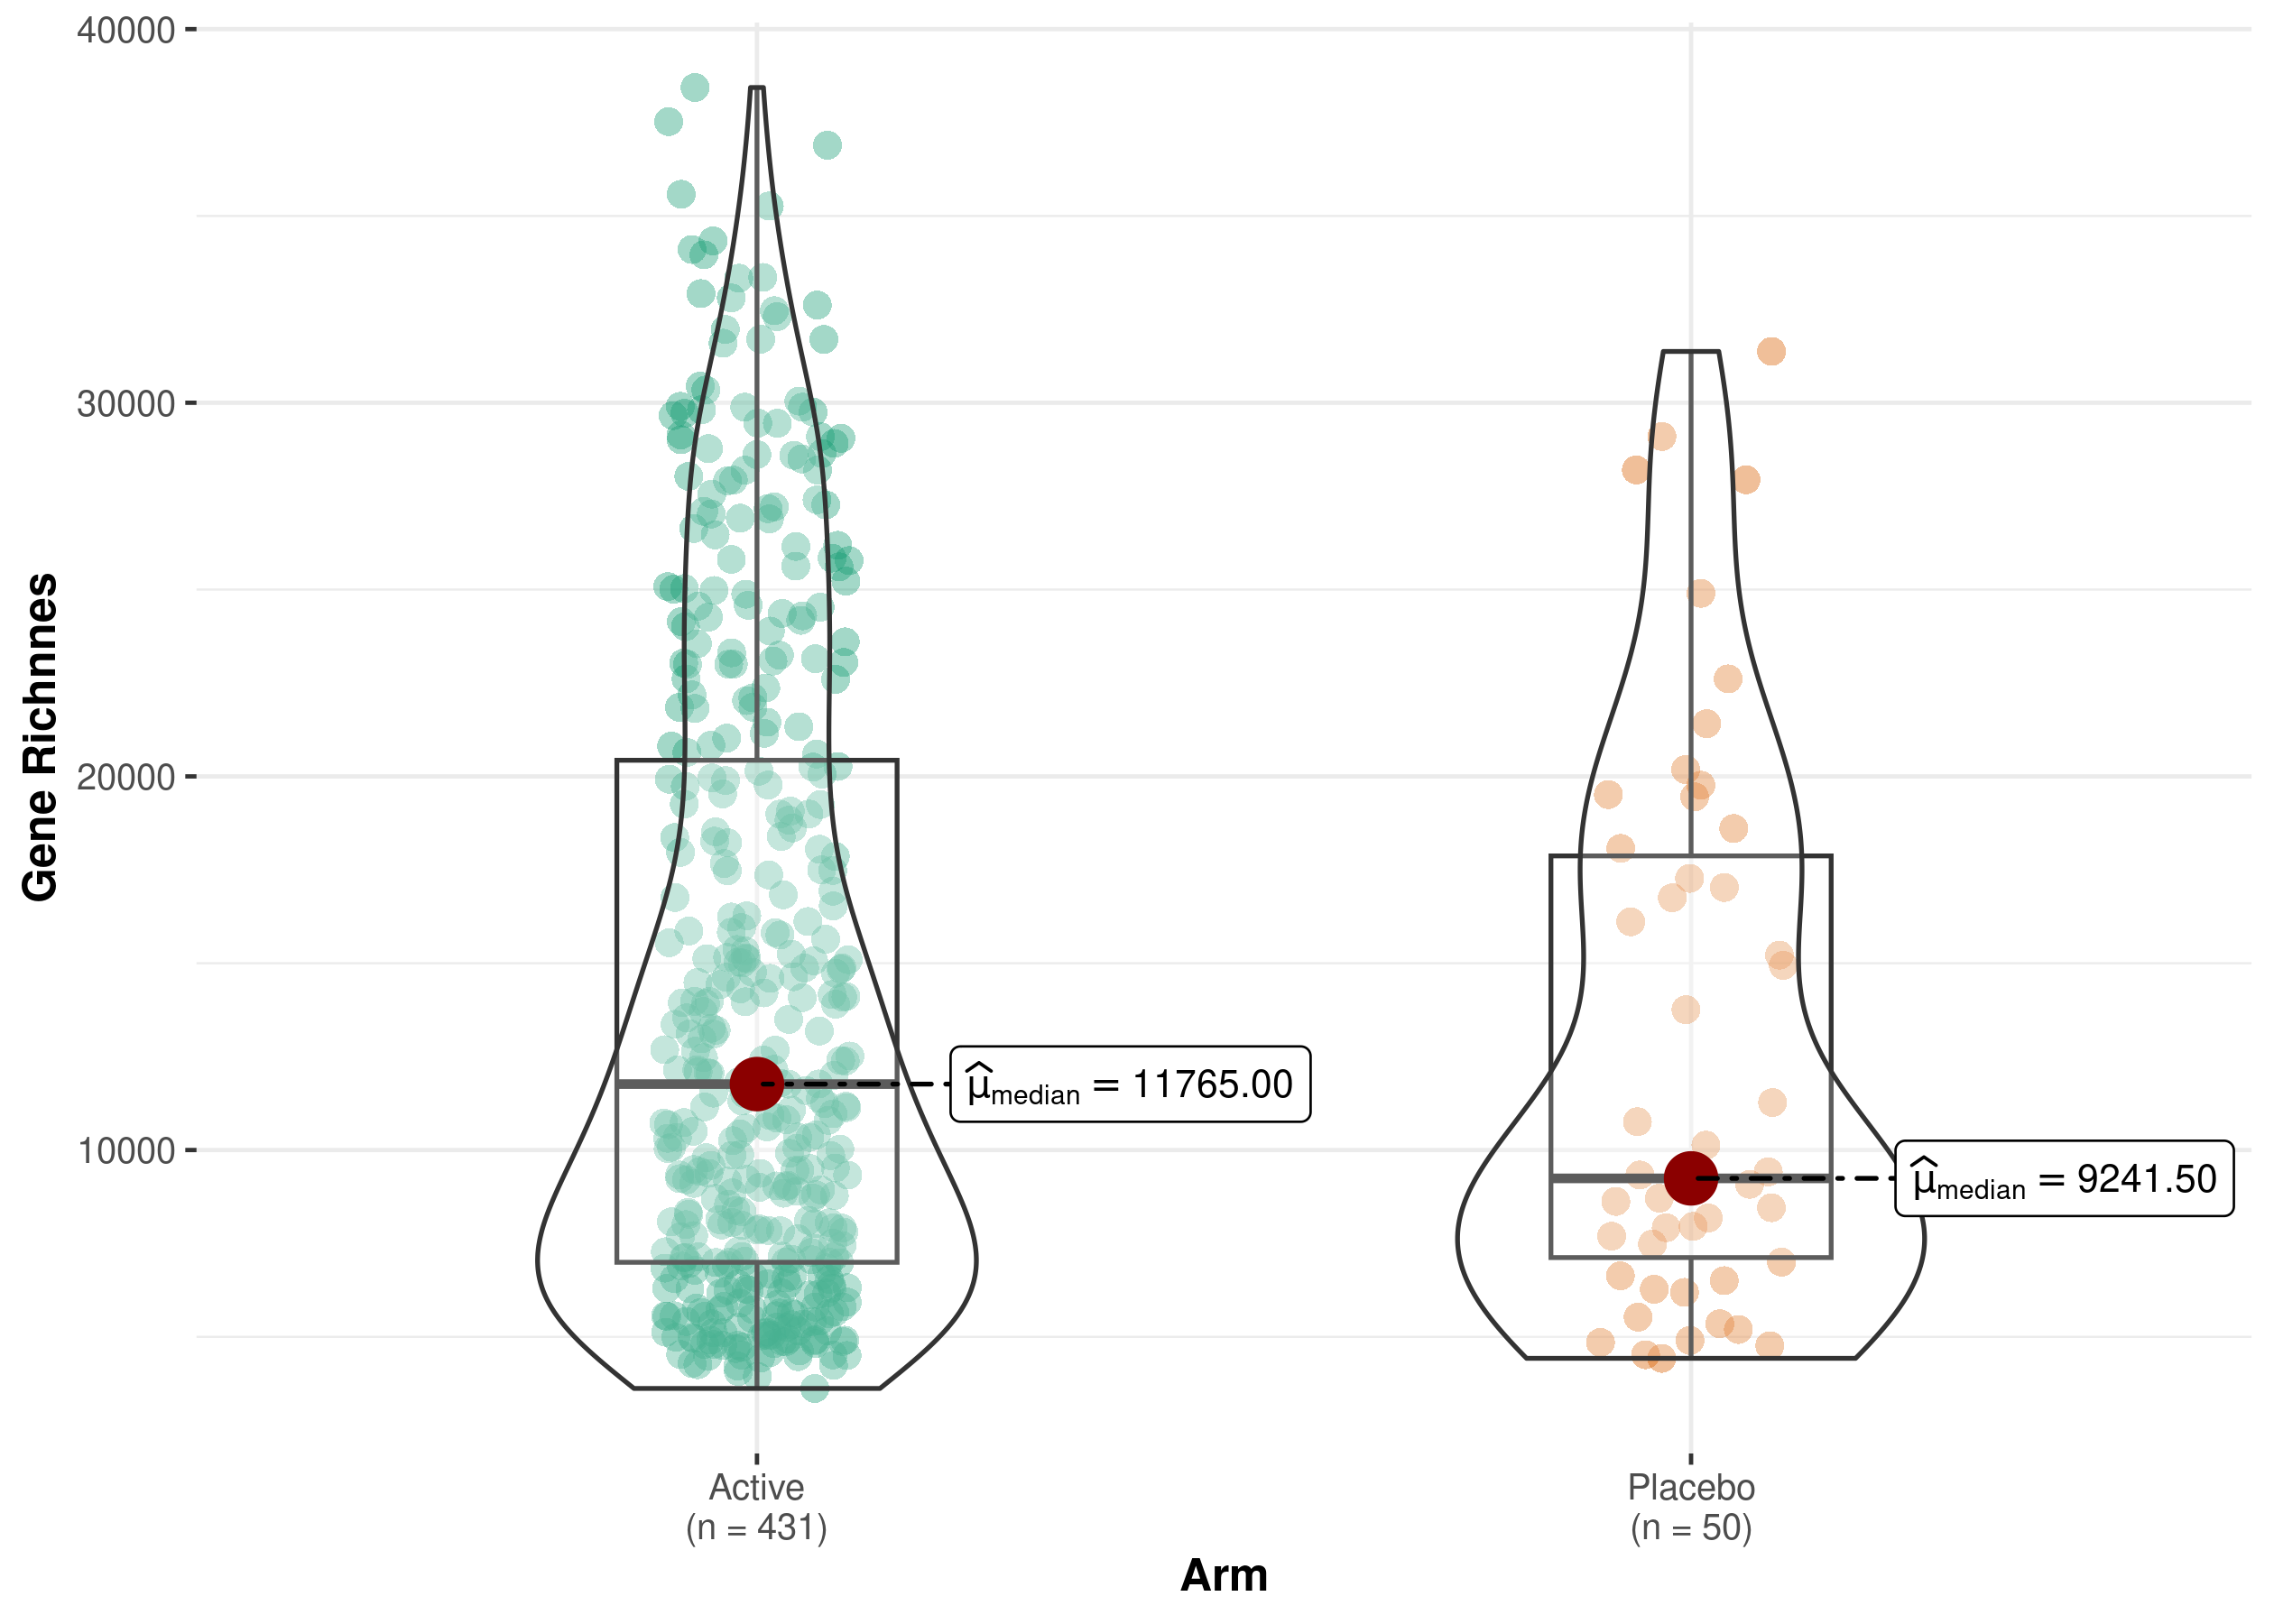 40000
30000
20000
10000
Gene Richnnes
μ̂median = 11765.00
μ̂median = 9241.50
Active
(n = 431)
Placebo
(n = 50)
Arm